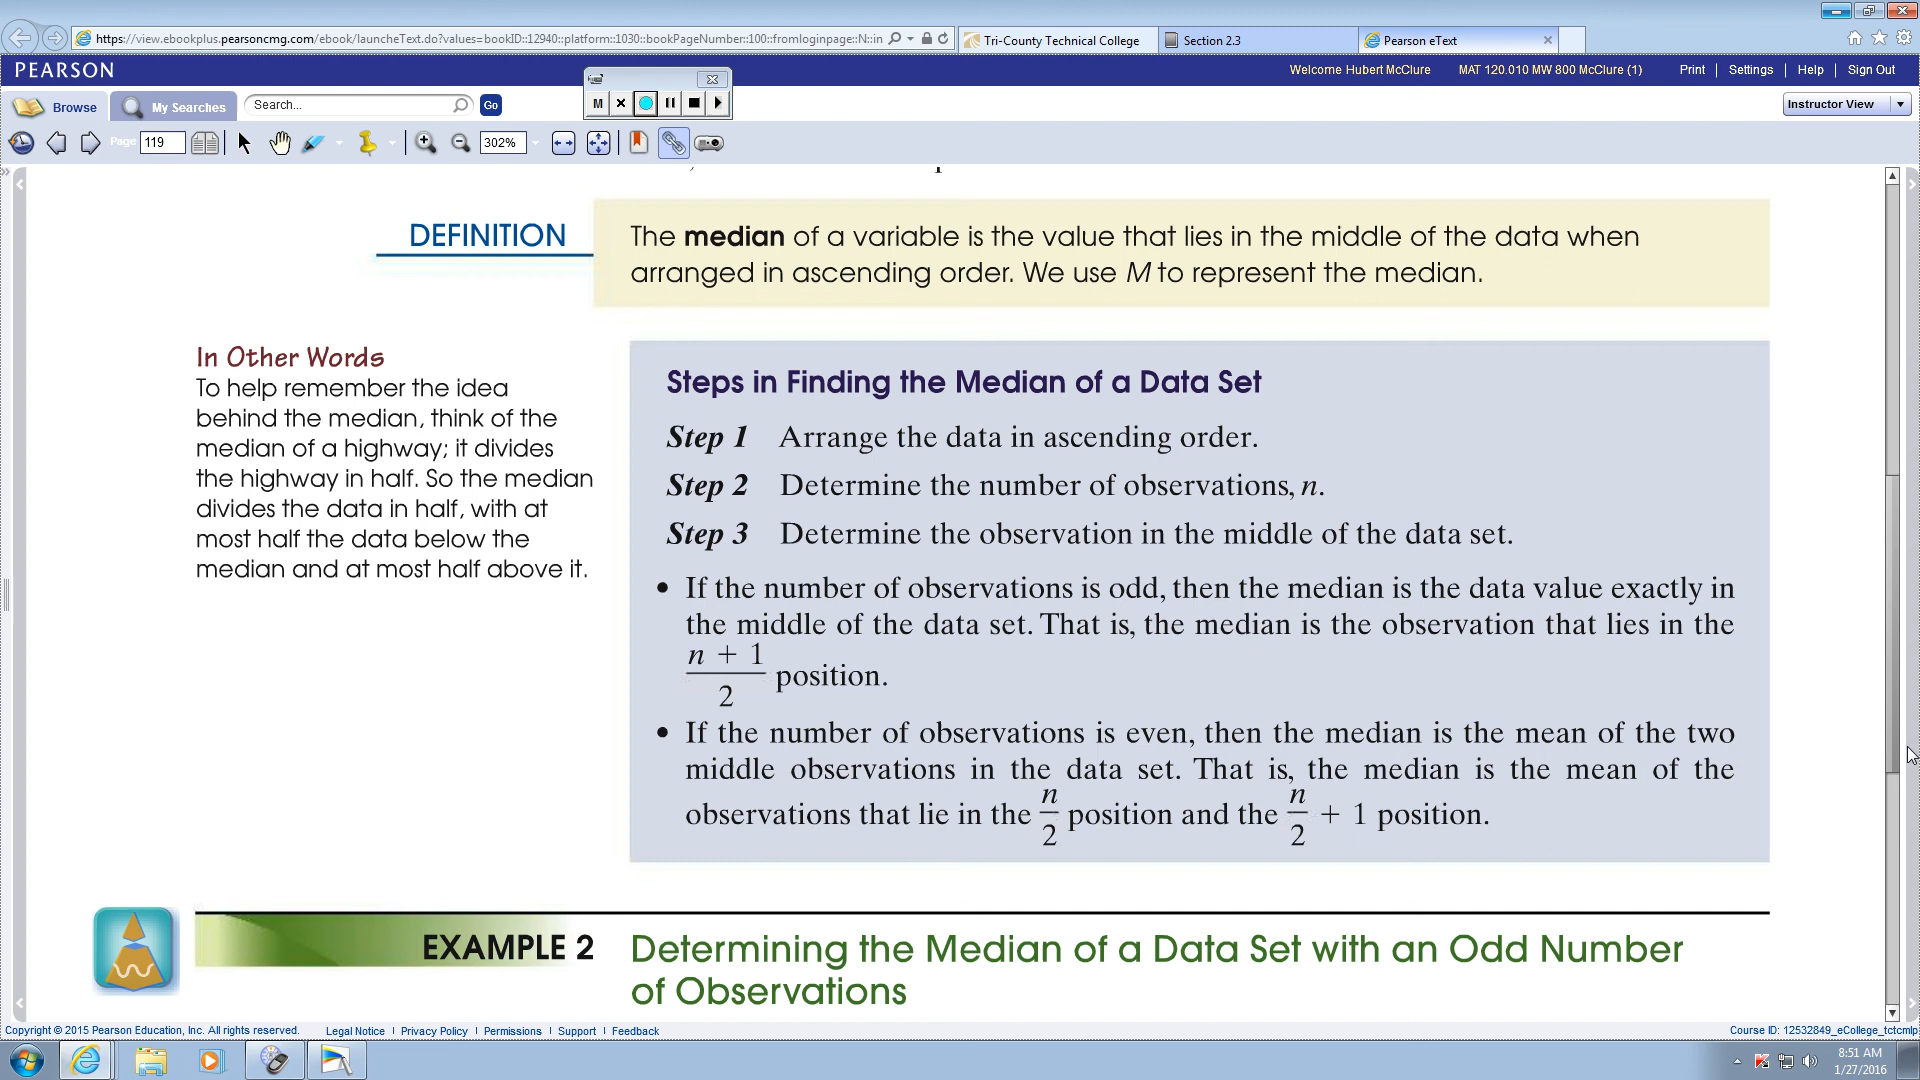 https://view.ebookplus.pearsoncmg.com/ebook/launcheText.do?values=bookID::12940::platform::1030::bookPageNumber::100::fromloginpage::N::in
Tri-County Technical College
Section 2.3
Pearson eText
PEARSON
Welcome Hubert McClure
MAT 120.010 MW 800 McClure (1)
Print
Settings
Help
Sign Out
Browse
My Searches
Search...
Go
M
Instructor View
Page
119
302%
DEFINITION
The median of a variable is the value that lies in the middle of the data when
arranged in ascending order. We use M to represent the median.
In Other Words
To help remember the idea
behind the median, think of the
median of a highway; it divides
the highway in half. So the median
divides the data in half, with at
most half the data below the
median and at most half above it.
Steps in Finding the Median of a Data Set
Step 1 Arrange the data in ascending order.
Step 2 Determine the number of observations, n.
Step 3 Determine the observation in the middle of the data set.
• If the number of observations is odd, then the median is the data value exactly in
the middle of the data set. That is, the median is the observation that lies in the
n + 1
2 position.
• If the number of observations is even, then the median is the mean of the two
middle observations in the data set. That is, the median is the mean of the
observations that lie in the n/2 position and the n/2 + 1 position.
EXAMPLE 2
Determining the Median of a Data Set with an Odd Number
of Observations
Copyright © 2015 Pearson Education, Inc. All rights reserved.
Legal Notice | Privacy Policy | Permissions | Support | Feedback
Course ID: 12532849_eCollege_tctcmlp
8:51 AM
1/27/2016